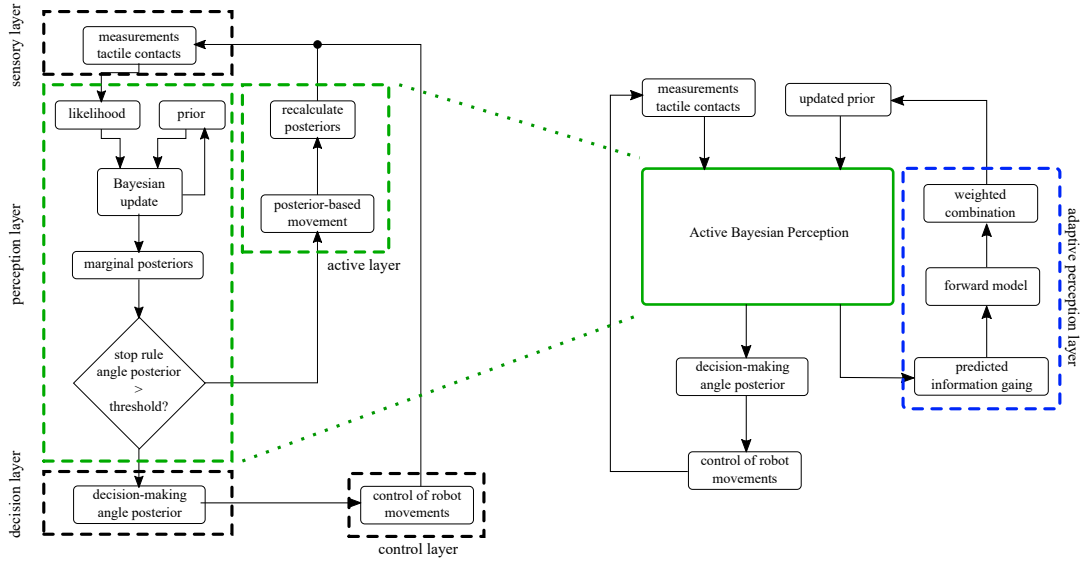 sensory layer
measurements
tactile contacts
perception layer
likelihood
prior
Bayesian
update
marginal posteriors
stop rule
angle posterior
>
threshold?
recalculate
posteriors
posterior-based
movement
active layer
decision layer
decision-making
angle posterior
control of robot
movements
control layer
measurements
tactile contacts
updated prior
Active Bayesian Perception
decision-making
angle posterior
control of robot
movements
weighted
combination
forward model
predicted
information gaing
adaptive perception layer